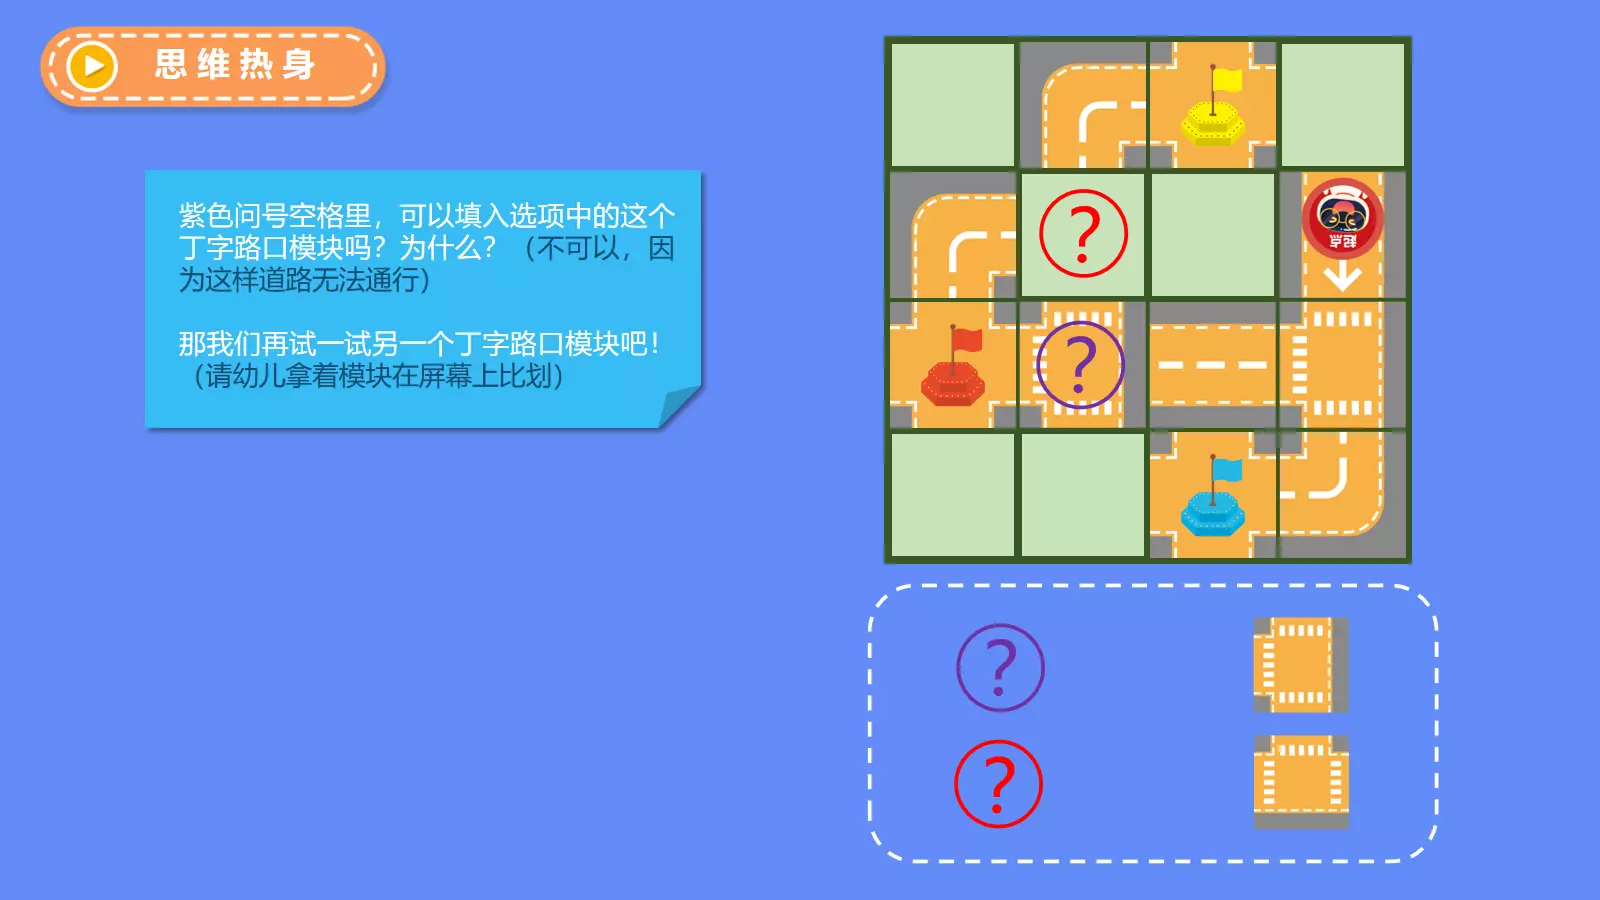 思维热身
紫色问号空格里，可以填入选项中的这个
丁字路口模块吗？为什么？（不可以，因
为这样道路无法通行）
那我们再试一试另一个丁字路口模块吧！
（请幼儿拿着模块在屏幕上比划）
?
起点
?
?
?